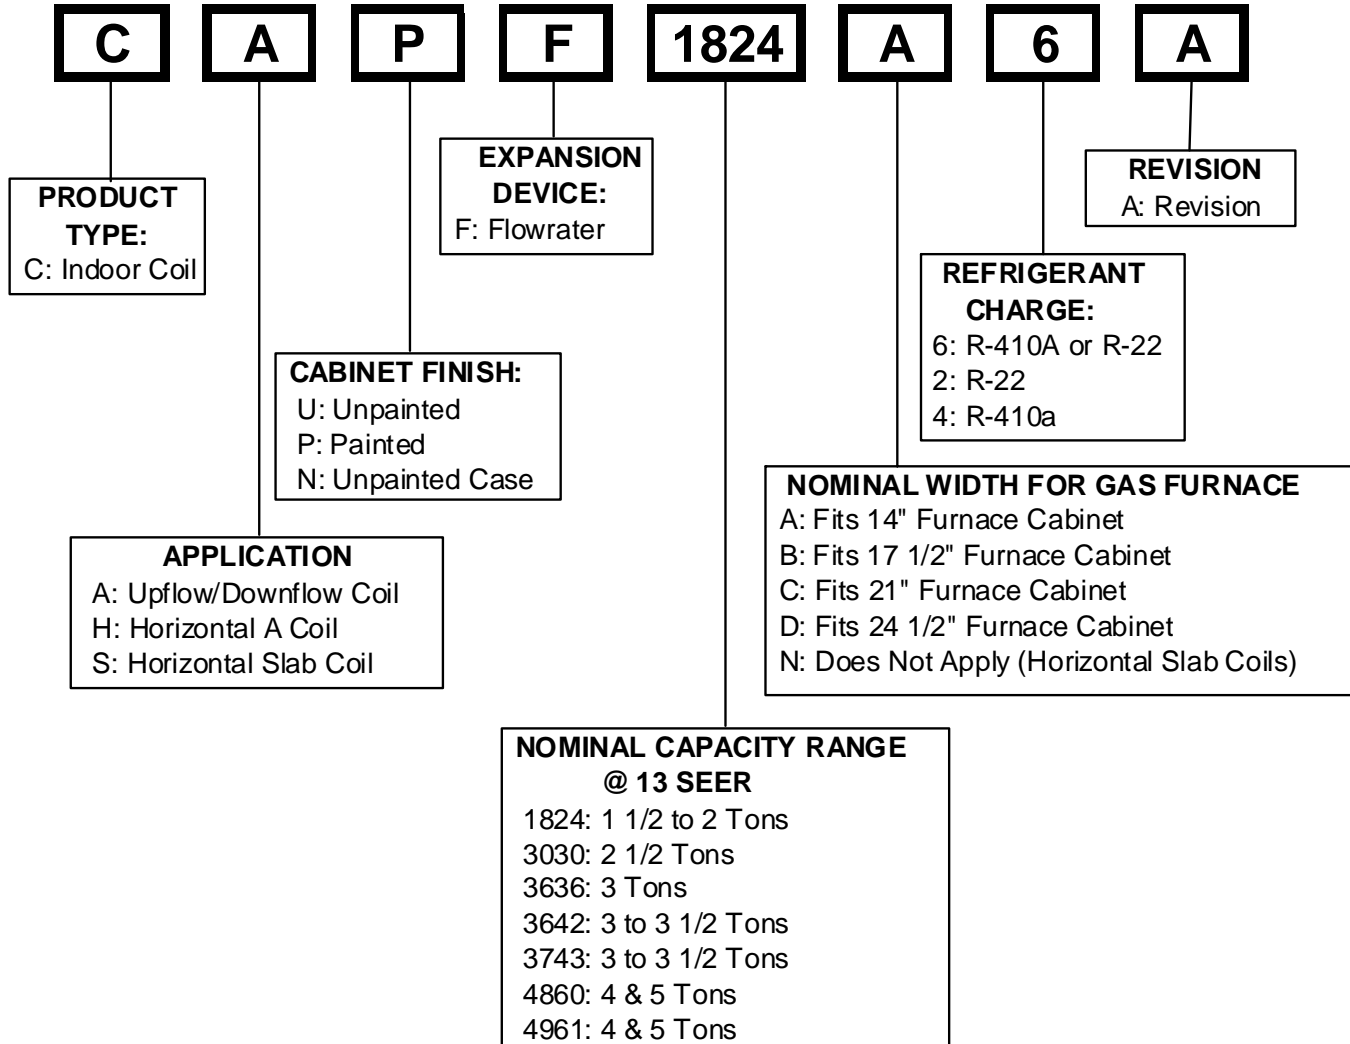 C A P F 1824 A 6 A
PRODUCT
TYPE:
C: Indoor Coil
EXPANSION
DEVICE:
F: Flowrater
REVISION
A: Revision
REFRIGERANT
CHARGE:
6: R-410A or R-22
2: R-22
4: R-410a
CABINET FINISH:
U: Unpainted
P: Painted
N: Unpainted Case
NOMINAL WIDTH FOR GAS FURNACE
A: Fits 14" Furnace Cabinet
B: Fits 17 1/2" Furnace Cabinet
C: Fits 21" Furnace Cabinet
D: Fits 24 1/2" Furnace Cabinet
N: Does Not Apply (Horizontal Slab Coils)
APPLICATION
A: Upflow/Downflow Coil
H: Horizontal A Coil
S: Horizontal Slab Coil
NOMINAL CAPACITY RANGE
@ 13 SEER
1824: 1 1/2 to 2 Tons
3030: 2 1/2 Tons
3636: 3 Tons
3642: 3 to 3 1/2 Tons
3743: 3 to 3 1/2 Tons
4860: 4 & 5 Tons
4961: 4 & 5 Tons